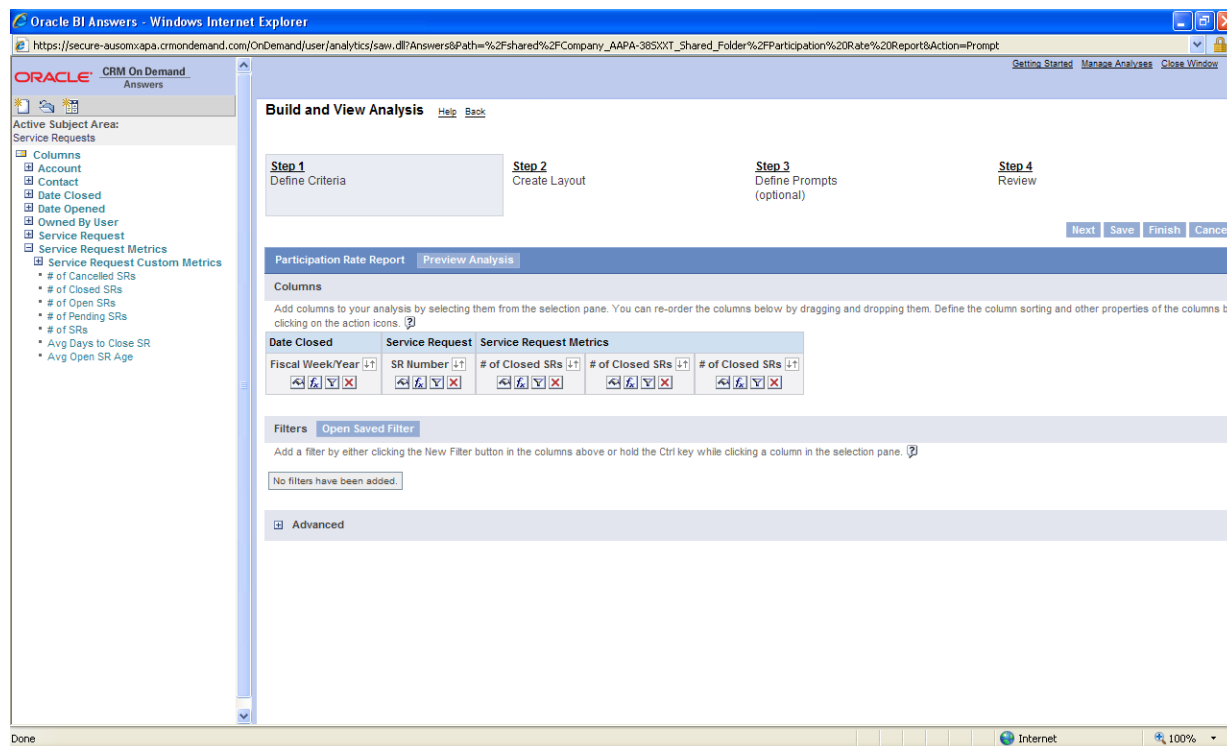 Oracle BI Answers - Windows Internet Explorer
https://secure-ausomxapa.crmondemand.com/OnDemand/user/analytics/saw.dll?Answers&Path=%2Fshared%2FCompany_AAPA-38SXXT_Shared_Folder%2FParticipation%20Rate%20Report&Action=Prompt
Getting Started Manage Analyses Close Window
ORACLE CRM On Demand
Answers
Active Subject Area:
Service Requests
Columns
Account
Contact
Date Closed
Date Opened
Owned By User
Service Request
Service Request Metrics
Service Request Custom Metrics
# of Cancelled SRs
# of Closed SRs
# of Open SRs
# of Pending SRs
# of SRs
Avg Days to Close SR
Avg Open SR Age
Build and View Analysis Help Back
Step 1 Step 2 Step 3 Step 4
Define Criteria Create Layout Define Prompts Review
(optional)
Next Save Finish Cance
Participation Rate Report Preview Analysis
Columns
Add columns to your analysis by selecting them from the selection pane. You can re-order the columns below by dragging and dropping them. Define the column sorting and other properties of the columns b
clicking on the action icons. ?
Date Closed Service Request Service Request Metrics
Fiscal Week/Year SR Number # of Closed SRs # of Closed SRs # of Closed SRs
Filters Open Saved Filter
Add a filter by either clicking the New Filter button in the columns above or hold the Ctrl key while clicking a column in the selection pane. ?
No filters have been added.
Advanced
Done Internet 100%